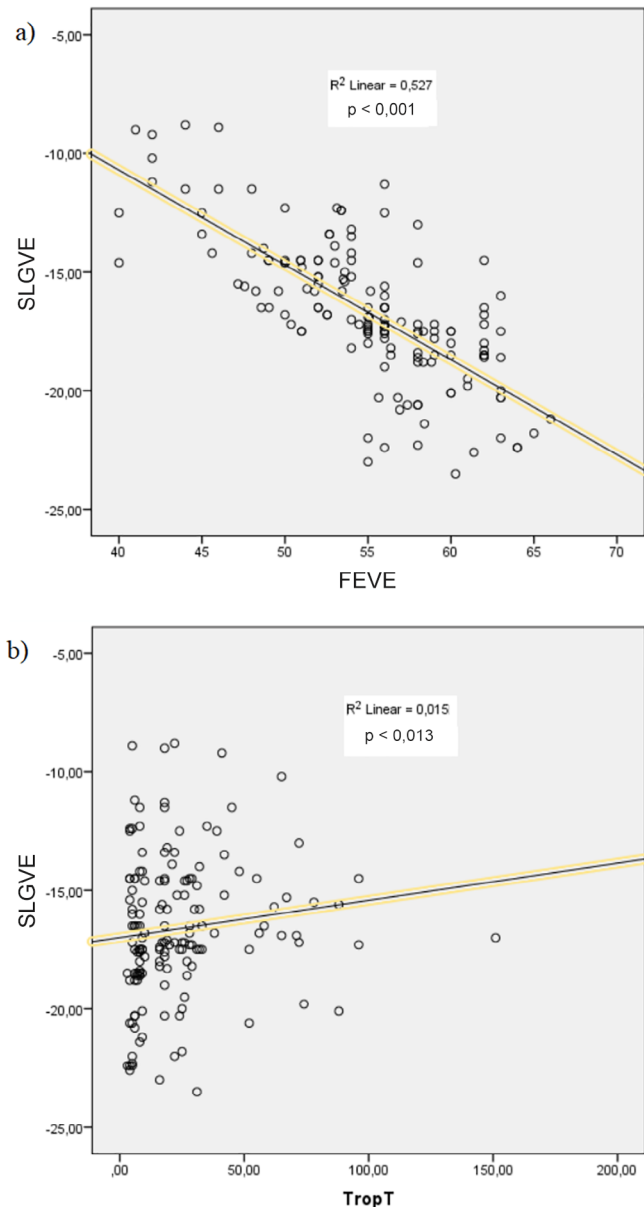 a)
-5,00
-10,00
-15,00
-20,00
-25,00
SLGVE
R² Linear = 0,527
p < 0,001
40 45 50 55 60 65 70
FEVE
b)
-5,00
-10,00
-15,00
-20,00
-25,00
SLGVE
R² Linear = 0,015
p < 0,013
,00 50,00 100,00 150,00 200,00
TropT